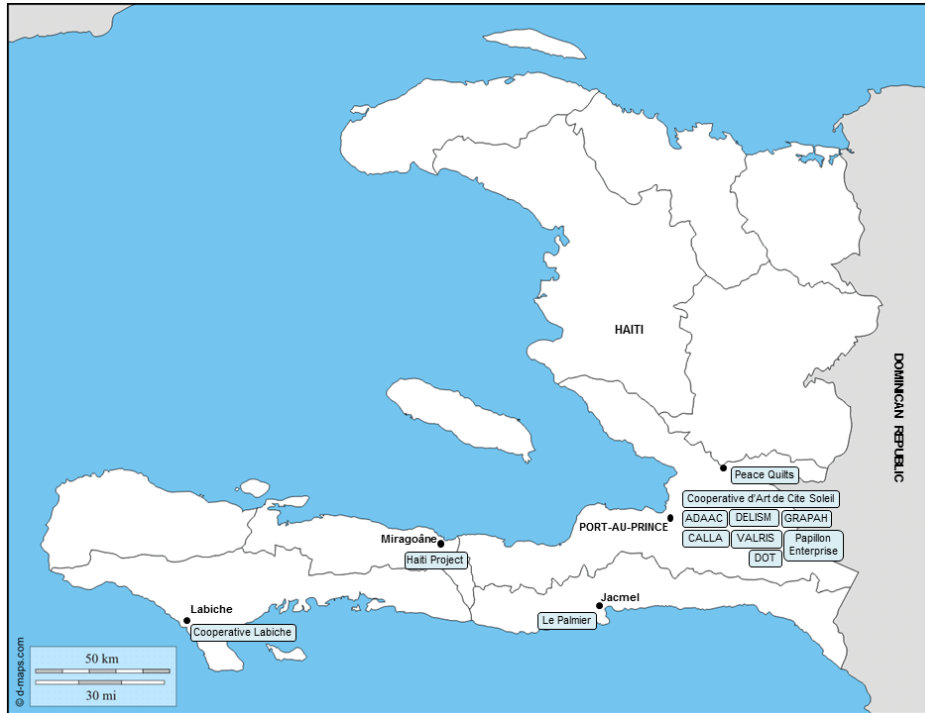 HAITI
DOMINICAN REPUBLIC
Peace Quilts
Cooperative d'Art de Cite Soleil
PORT-AU-PRINCE
ADAAC
DELISM
GRAPAH
CALLA
VALRIS
Papillon
Enterprise
DOT
Miragoâne
Haiti Project
Jacmel
Le Palmier
Labiche
Cooperative Labiche
50 km
30 mi
© d-maps.com